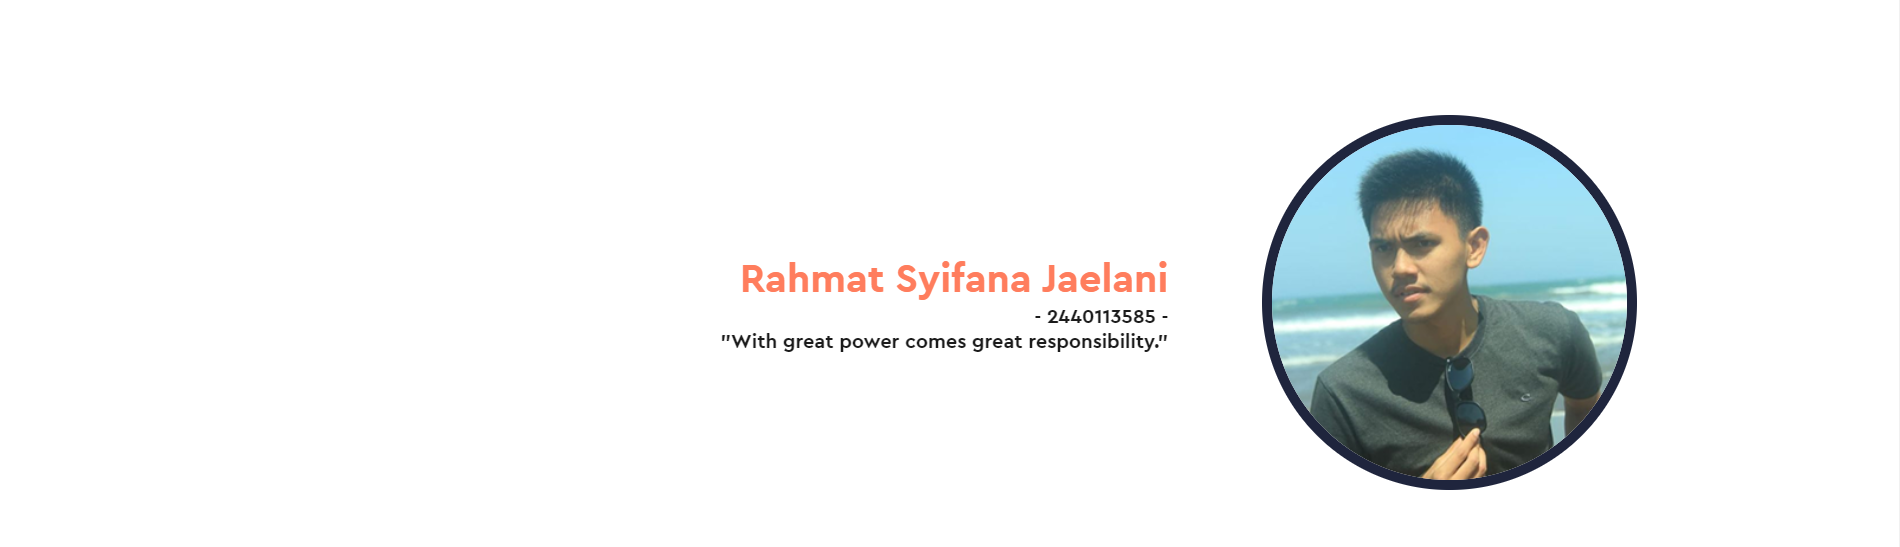 Rahmat Syifana Jaelani
- 2440113585 -
"With great power comes great responsibility."